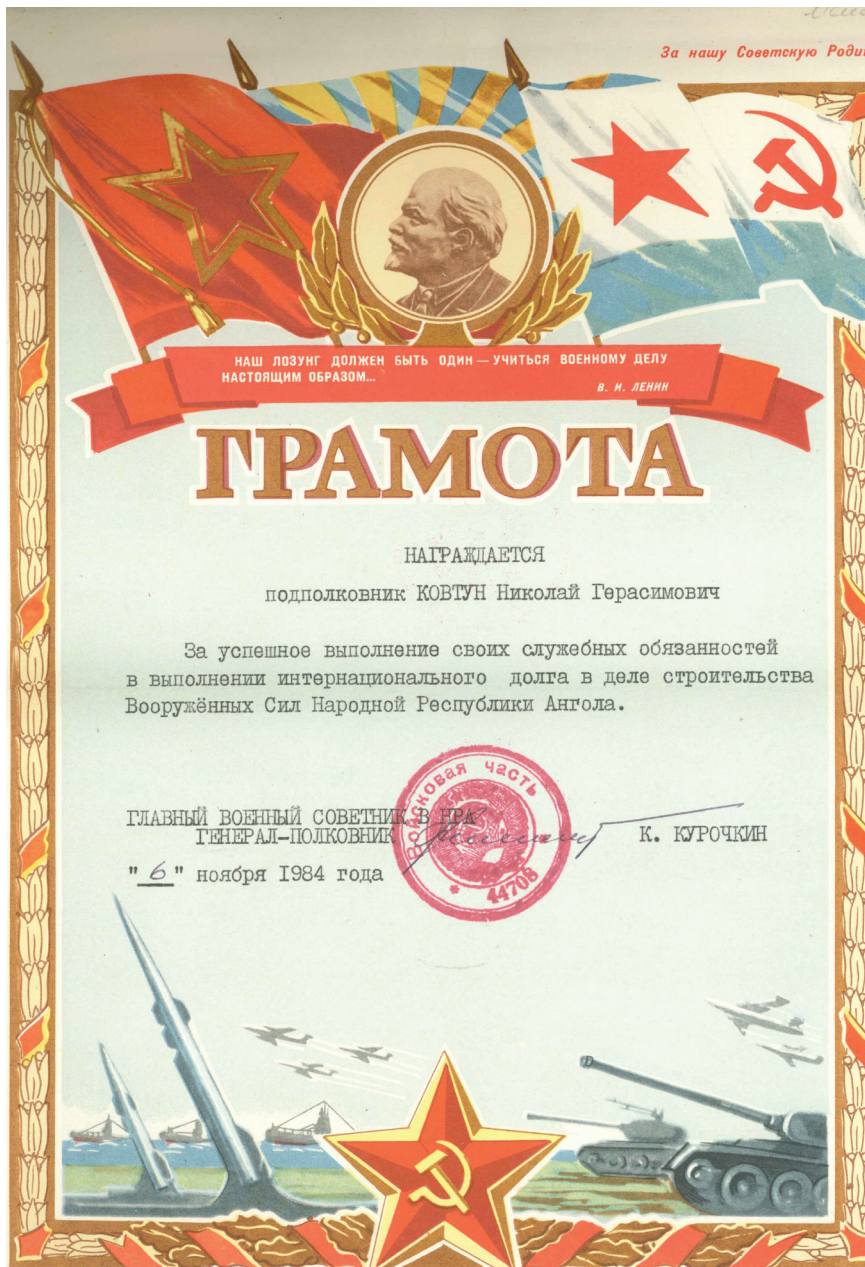 За нашу Советскую
НАШ ЛОЗУНГ ДОЛЖЕН БЫТЬ ОДИН — УЧИТЬСЯ ВОЕННОМУ ДЕЛУ
НАСТОЯЩИМ ОБРАЗОМ...
В. И. ЛЕНИН
ГРАМОТА
НАГРАЖДАЕТСЯ
подполковник КОВТУН Николай Герасимович
За успешное выполнение своих служебных обязанностей
в выполнении интернационального долга в деле строительства
Вооружённых Сил Народной Республики Ангола.
Войсковая часть
* 44708 *
ГЛАВНЫЙ ВОЕННЫЙ СОВЕТНИК В НРА
ГЕНЕРАЛ-ПОЛКОВНИК К. КУРОЧКИН
"6" ноября 1984 года